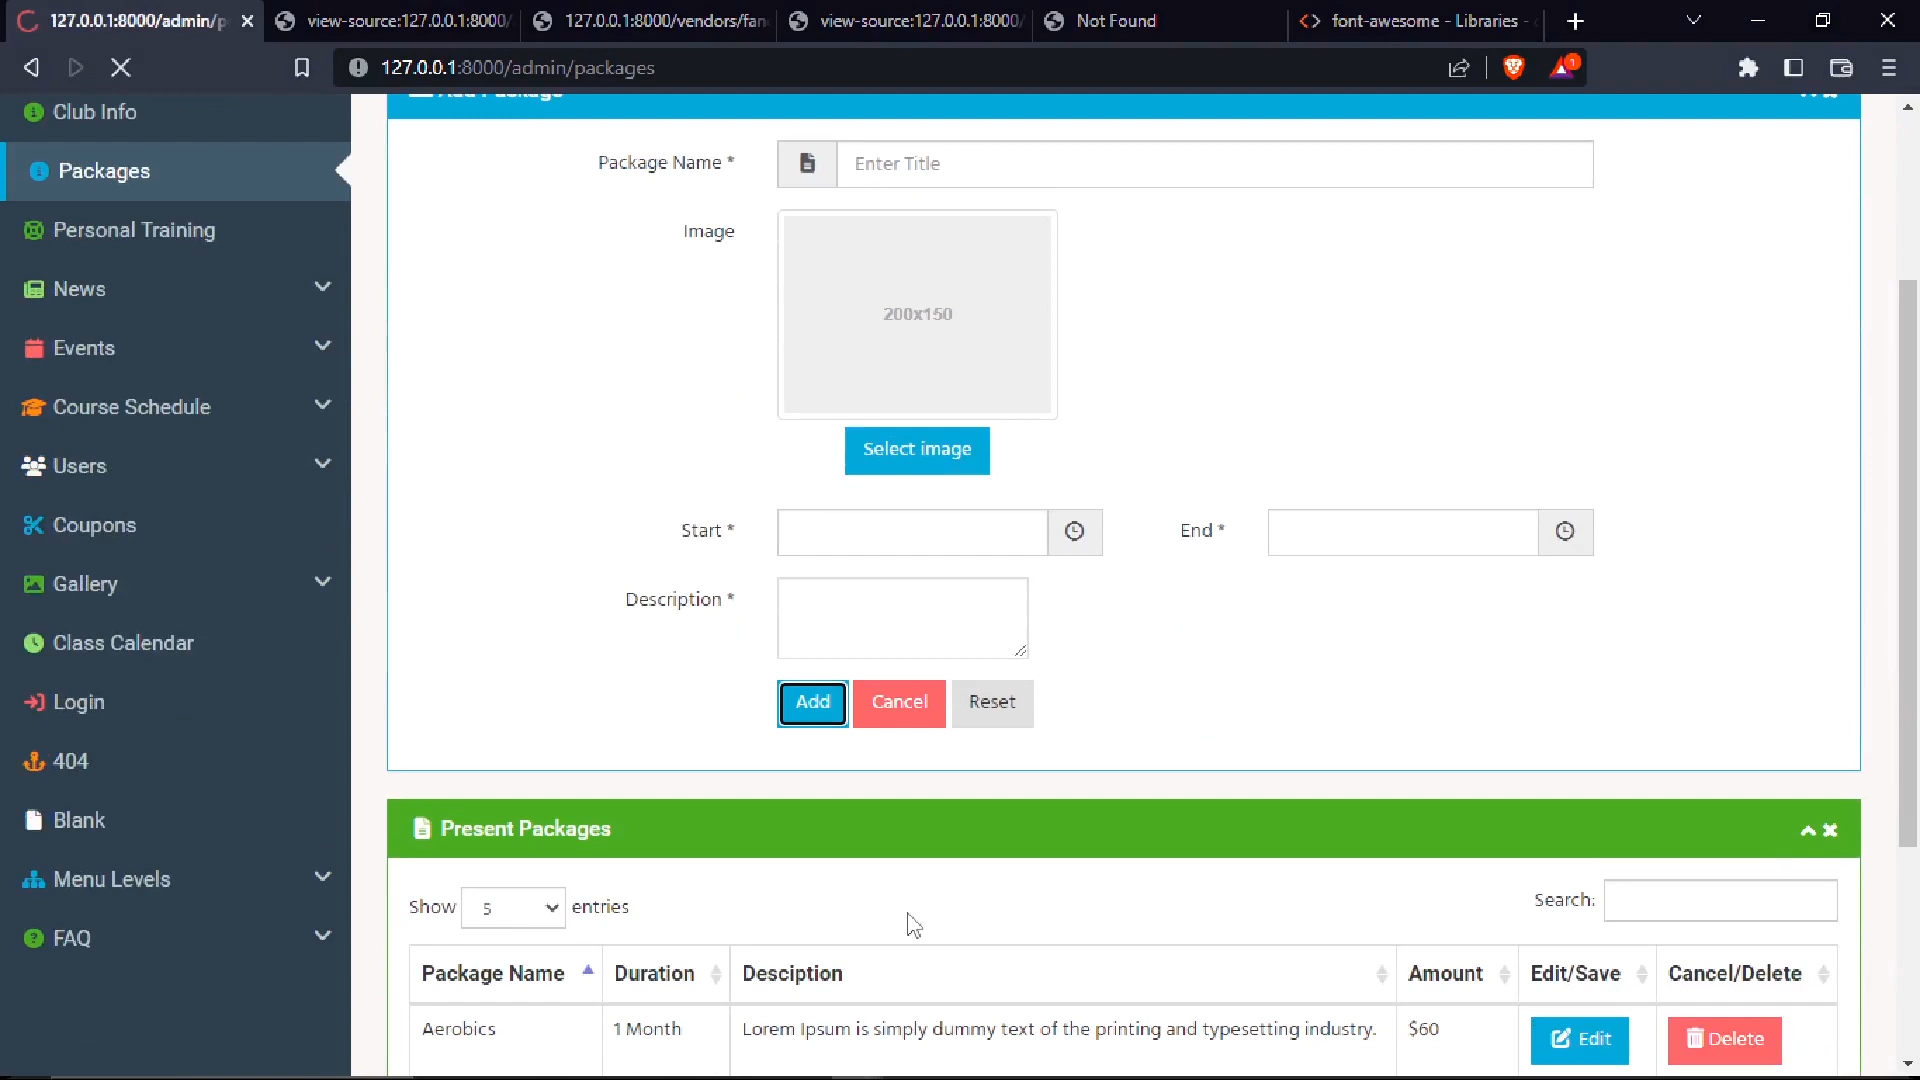 127.0.0.1:8000/admin/p
view-source:127.0.0.1:8000/
127.0.0.1:8000/vendors/fan
view-source:127.0.0.1:8000/
Not Found
font-awesome - Libraries -
127.0.0.1:8000/admin/packages
1
Club Info
Packages
Personal Training
News
Events
Course Schedule
Users
Coupons
Gallery
Class Calendar
Login
404
Blank
Menu Levels
FAQ
Add Package
Package Name *
Enter Title
Image
200x150
Select image
Start *
End *
Description *
Add
Cancel
Reset
Present Packages
Show 5 entries
Search:
Package Name Duration Desciption Amount Edit/Save Cancel/Delete
Aerobics 1 Month Lorem Ipsum is simply dummy text of the printing and typesetting industry. $60 Edit Delete